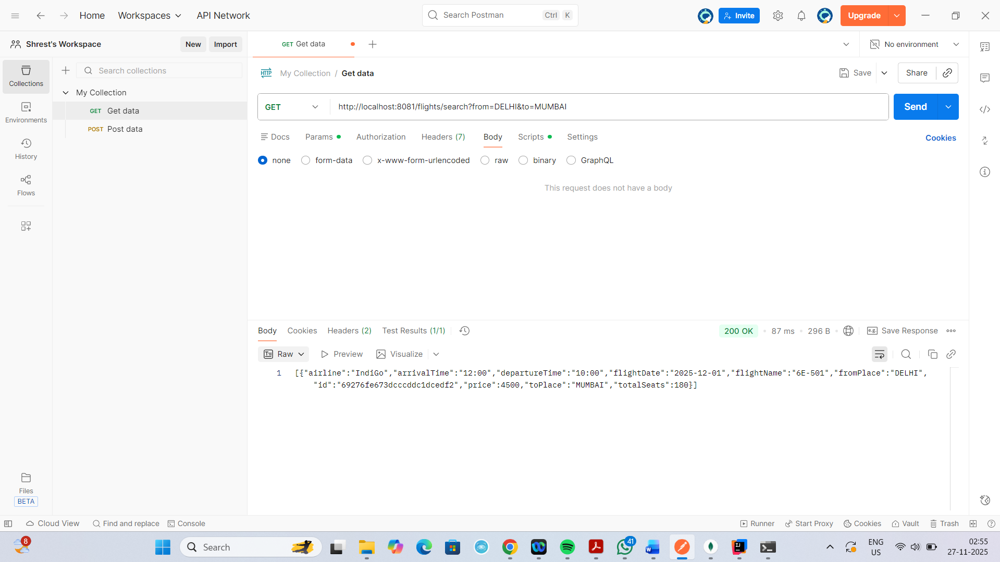 Home
Workspaces
API Network
Search Postman
Ctrl
K
Invite
Upgrade
Shrest's Workspace
New
Import
GET Get data
No environment
Collections
Search collections
My Collection
GET Get data
POST Post data
Environments
History
Flows
Files
BETA
HTTP
My Collection / Get data
Save
Share
GET
http://localhost:8081/flights/search?from=DELHI&to=MUMBAI
Send
Docs
Params
Authorization
Headers (7)
Body
Scripts
Settings
Cookies
none
form-data
x-www-form-urlencoded
raw
binary
GraphQL
This request does not have a body
Body
Cookies
Headers (2)
Test Results (1/1)
200 OK
87 ms
296 B
e.g.
Save Response
Raw
Preview
Visualize
1
[{"airline":"IndiGo","arrivalTime":"12:00","departureTime":"10:00","flightDate":"2025-12-01","flightName":"6E-501","fromPlace":"DELHI",
"id":"69276fe673dcccddc1dcedf2","price":4500,"toPlace":"MUMBAI","totalSeats":180}]
Cloud View
Find and replace
Console
Runner
Start Proxy
Cookies
Vault
Trash
8
Search
41
W
IJ
ENG
US
02:55
27-11-2025